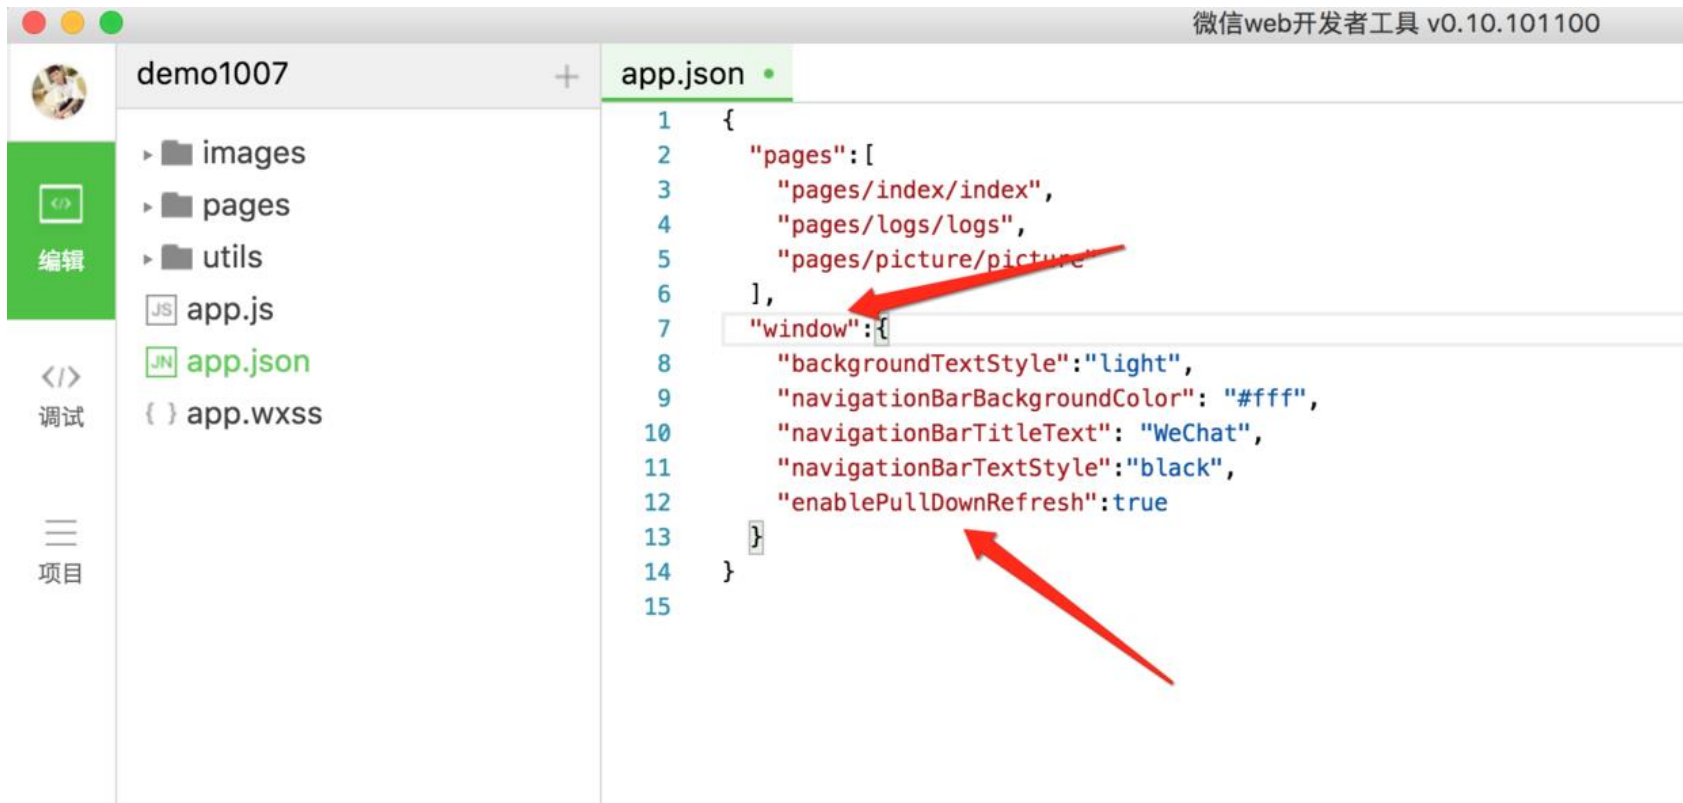 微信web开发者工具 v0.10.101100
demo1007
+
app.json
编辑
调试
项目
images
pages
utils
JS app.js
JN app.json
{ } app.wxss
1 {
2 "pages":[
3 "pages/index/index",
4 "pages/logs/logs",
5 "pages/picture/picture"
6 ],
7 "window":{
8 "backgroundTextStyle":"light",
9 "navigationBarBackgroundColor": "#fff",
10 "navigationBarTitleText": "WeChat",
11 "navigationBarTextStyle":"black",
12 "enablePullDownRefresh":true
13 }
14 }
15